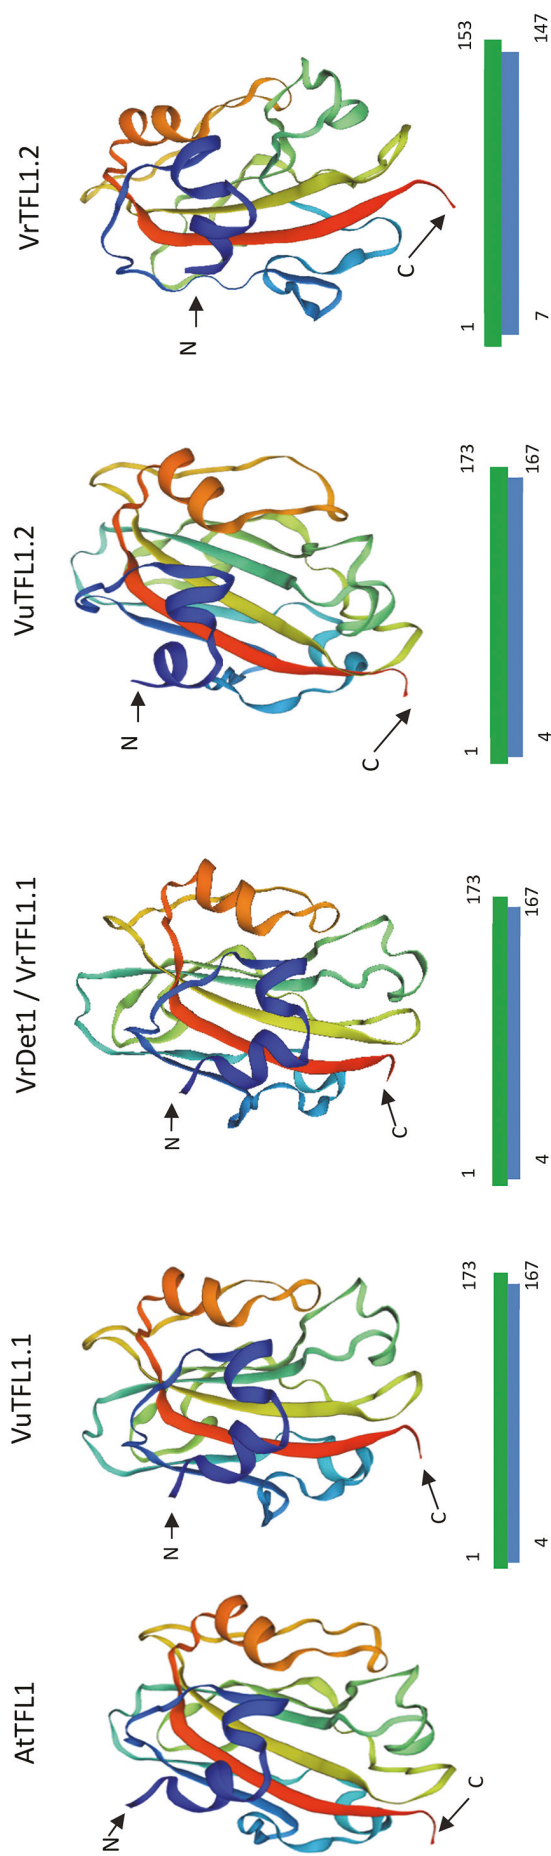 AtTFL1
N
C
VuTFL1.1
N
C
1
173
4
167
VrDet1 / VrTFL1.1
N
C
1
173
4
167
VuTFL1.2
N
C
1
173
4
167
VrTFL1.2
N
C
1
153
7
147